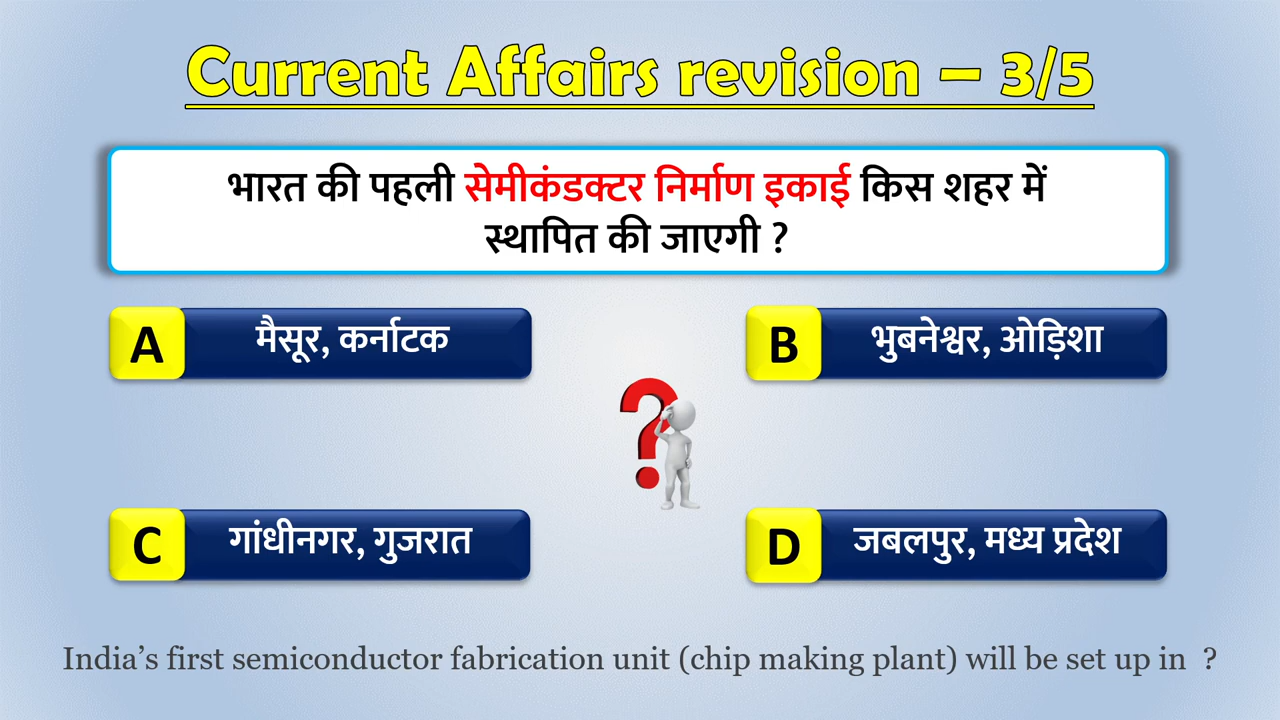 Current Affairs revision – 3/5
भारत की पहली सेमीकंडक्टर निर्माण इकाई किस शहर में
स्थापित की जाएगी ?
A मैसूर, कर्नाटक
B भुबनेश्वर, ओड़िशा
C गांधीनगर, गुजरात
D जबलपुर, मध्य प्रदेश
India’s first semiconductor fabrication unit (chip making plant) will be set up in ?